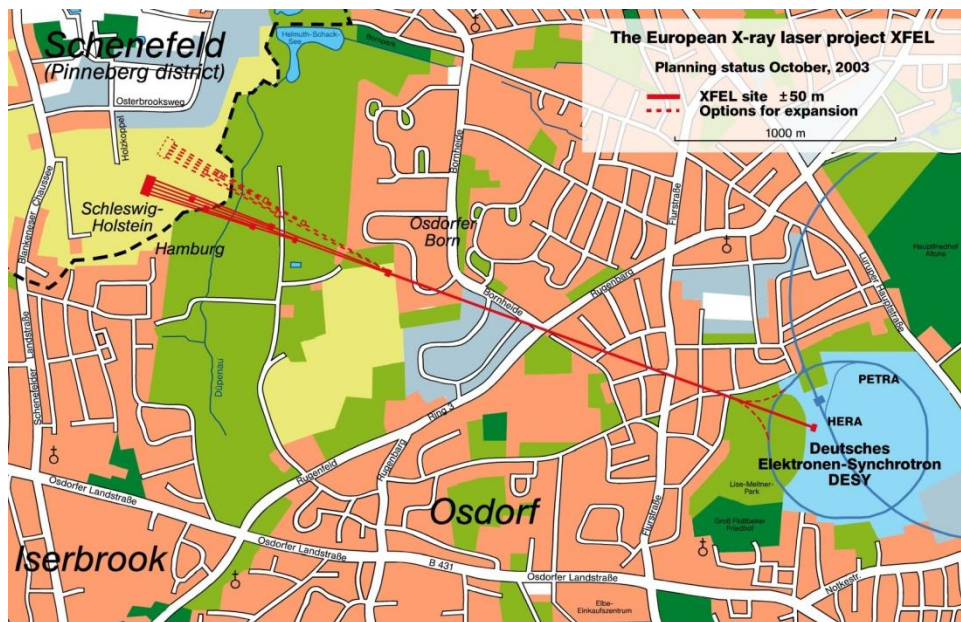 Schenefeld
(Pinneberg district)
Helmuth-Schack-
See
Bornpark
The European X-ray laser project XFEL
Planning status October, 2003
XFEL site ±50 m
Options for expansion
1000 m
Osterbrooksweg
Holzkoppel
Blankeneser Chaussee
Bornheide
Flurstraße
Schleswig-
Holstein
Hamburg
Osdorfer
Born
Hauptfriedhof
Altona
Luruper Hauptstraße
Rugenbarg
Bornheide
Schenefelder Landstraße
Düpenau
PETRA
HERA
Deutsches
Elektronen-Synchrotron
DESY
Ring 3
Rugenbarg
Rugenfeld
Lise-Meitner-
Park
Flurstraße
Groß Flottbeker
Friedhof
Osdorf
Osdorfer Landstraße
Osdorfer Landstraße
B 431
Osdorfer Landstraße
Iserbrook
Notkestr.
Elbe-
Einkaufszentrum